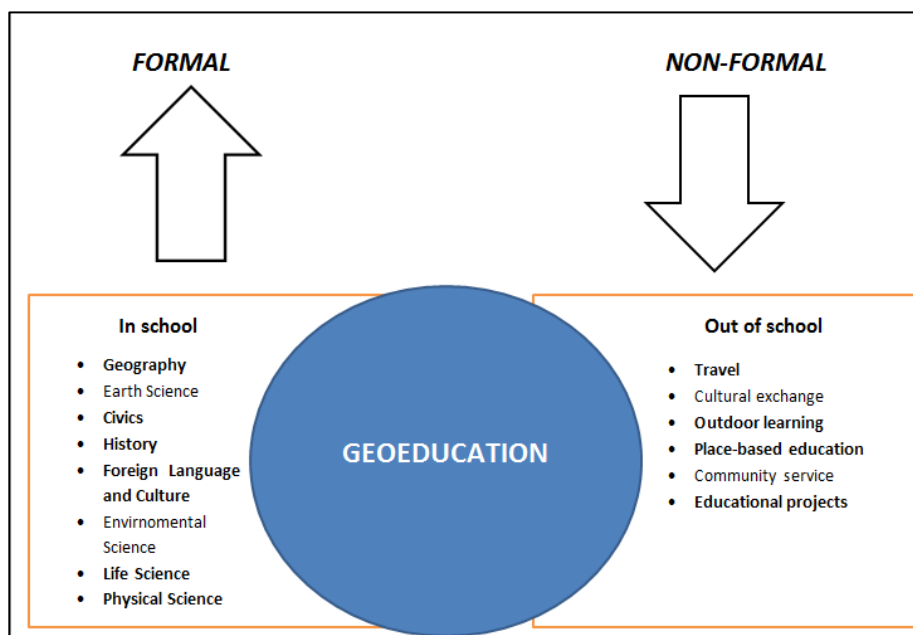 FORMAL
NON-FORMAL
In school
• Geography
• Earth Science
• Civics
• History
• Foreign Language
and Culture
• Envirnomental
Science
• Life Science
• Physical Science
GEOEDUCATION
Out of school
• Travel
• Cultural exchange
• Outdoor learning
• Place-based education
• Community service
• Educational projects